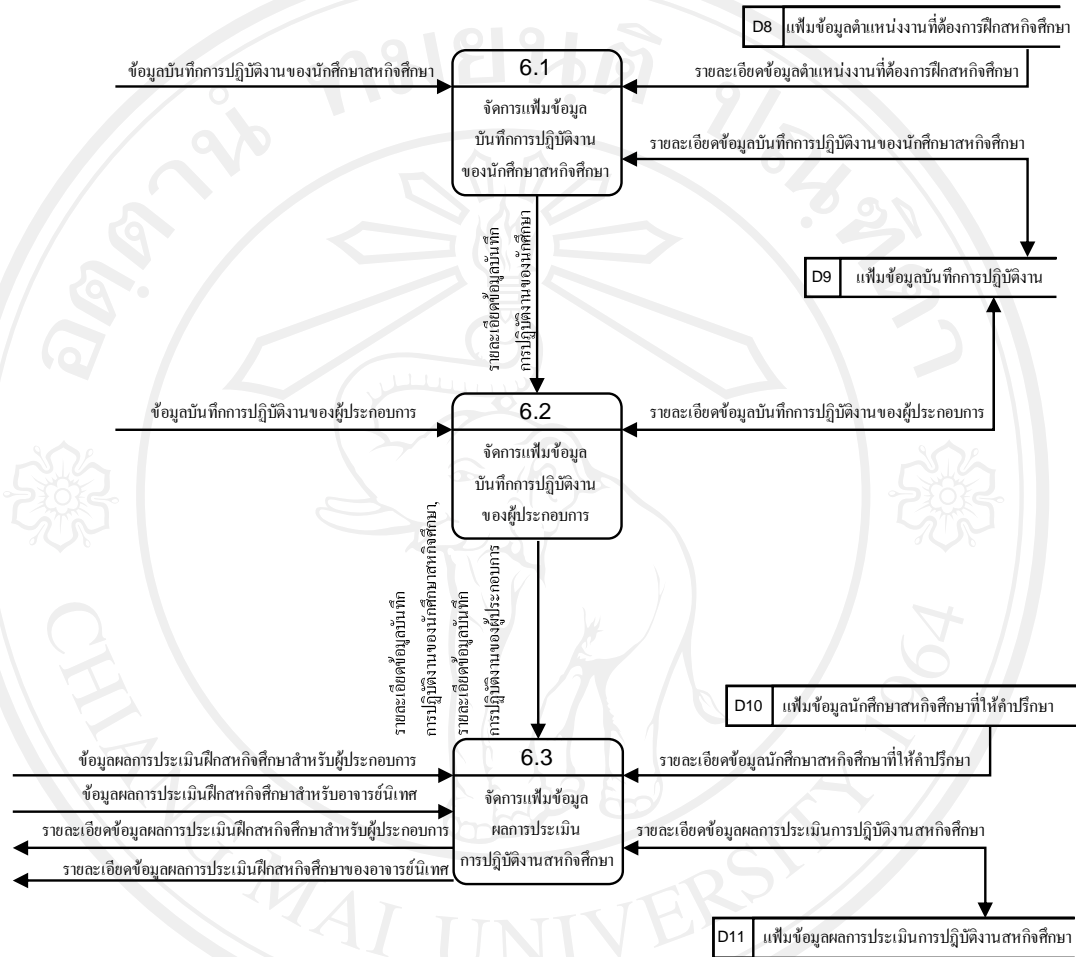 D8 แฟ้มข้อมูลตำแหน่งงานที่ต้องการฝึกสหกิจศึกษา
ข้อมูลบันทึกการปฏิบัติงานของนักศึกษาสหกิจศึกษา
6.1
รายละเอียดข้อมูลตำแหน่งงานที่ต้องการฝึกสหกิจศึกษา
จัดการแฟ้มข้อมูล
บันทึกการปฏิบัติงาน
ของนักศึกษาสหกิจศึกษา
รายละเอียดข้อมูลบันทึกการปฏิบัติงานของนักศึกษาสหกิจศึกษา
รายละเอียดข้อมูลบันทึก
การปฏิบัติงานของนักศึกษา
D9 แฟ้มข้อมูลบันทึกการปฏิบัติงาน
ข้อมูลบันทึกการปฏิบัติงานของผู้ประกอบการ
6.2
รายละเอียดข้อมูลบันทึกการปฏิบัติงานของผู้ประกอบการ
จัดการแฟ้มข้อมูล
บันทึกการปฏิบัติงาน
ของผู้ประกอบการ
รายละเอียดข้อมูลบันทึก
การปฏิบัติงานของนักศึกษาสหกิจศึกษา,
รายละเอียดข้อมูลบันทึก
การปฏิบัติงานของผู้ประกอบการ
D10 แฟ้มข้อมูลนักศึกษาสหกิจศึกษาที่ให้คำปรึกษา
ข้อมูลผลการประเมินฝึกสหกิจศึกษาสำหรับผู้ประกอบการ
6.3
รายละเอียดข้อมูลนักศึกษาสหกิจศึกษาที่ให้คำปรึกษา
ข้อมูลผลการประเมินฝึกสหกิจศึกษาสำหรับอาจารย์นิเทศ
จัดการแฟ้มข้อมูล
ผลการประเมิน
การปฏิบัติงานสหกิจศึกษา
รายละเอียดข้อมูลผลการประเมินฝึกสหกิจศึกษาสำหรับผู้ประกอบการ
รายละเอียดข้อมูลผลการประเมินการปฏิบัติงานสหกิจศึกษา
รายละเอียดข้อมูลผลการประเมินฝึกสหกิจศึกษาของอาจารย์นิเทศ
D11 แฟ้มข้อมูลผลการประเมินการปฏิบัติงานสหกิจศึกษา
CHIANG MAI UNIVERSITY 1964